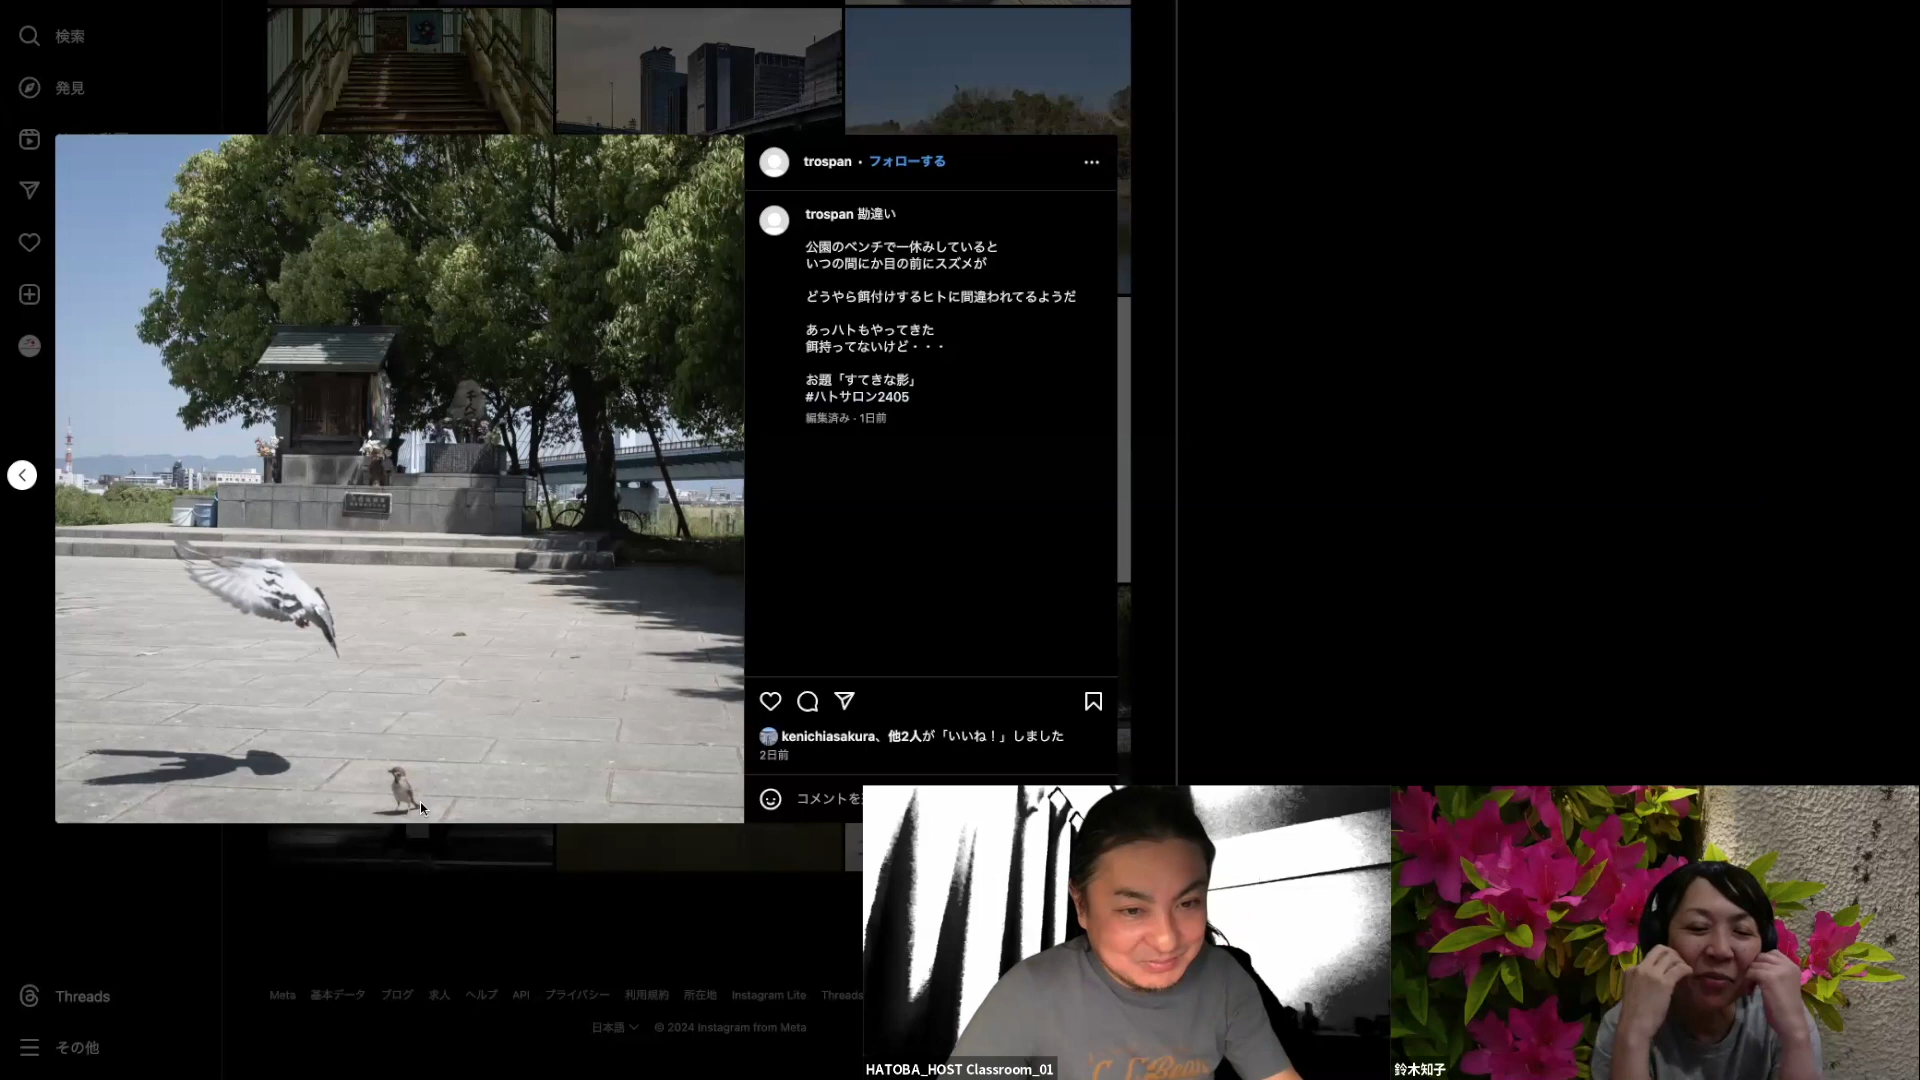 検索
発見
trospan • フォローする
trospan 勘違い
公園のベンチで一休みしていると
いつの間にか目の前にスズメが
どうやら餌付けするヒトに間違われてるようだ
あっハトもやってきた
餌持ってないけど・・・
お題「すてきな影」
#ハトサロン2405
編集済み・1日前
kenichiasakura、他2人が「いいね！」しました
2日前
コメントを
Threads
その他
Meta 基本データ ブログ 求人 ヘルプ API プライバシー 利用規約 所在地 Instagram Lite Threads
日本語 © 2024 Instagram from Meta
HATOBA_HOST Classroom_01
鈴木知子